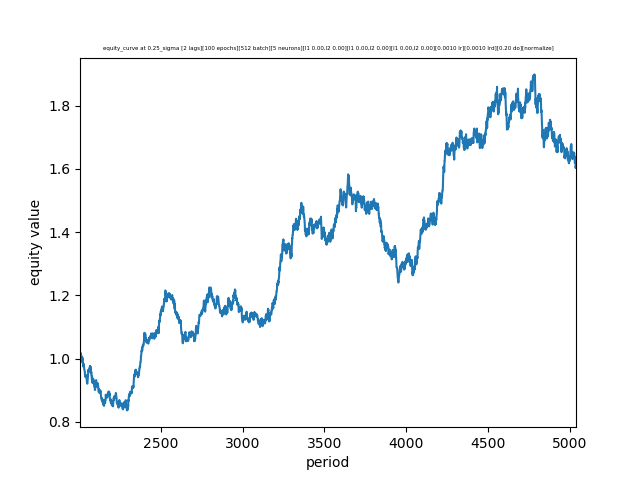 equity_curve at 0.25_sigma [2 lags][100 epochs][512 batch][5 neurons][l1 0.00,l2 0.00][l1 0.00,l2 0.00][l1 0.00,l2 0.00][0.0010 lr][0.0010 lrd][0.20 do][normalize]
1.8
1.6
1.4
1.2
1.0
0.8
equity value
2500 3000 3500 4000 4500 5000
period